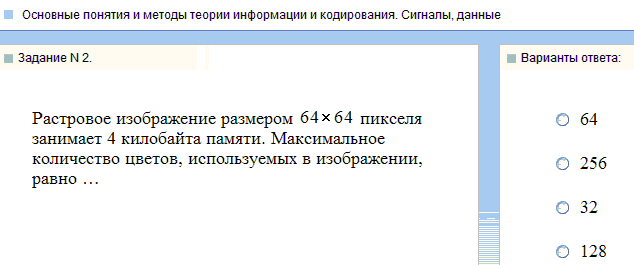 Основные понятия и методы теории информации и кодирования. Сигналы, данные
Задание N 2.
Варианты ответа:
Растровое изображение размером 64×64 пикселя
занимает 4 килобайта памяти. Максимальное
количество цветов, используемых в изображении,
равно …
64
256
32
128